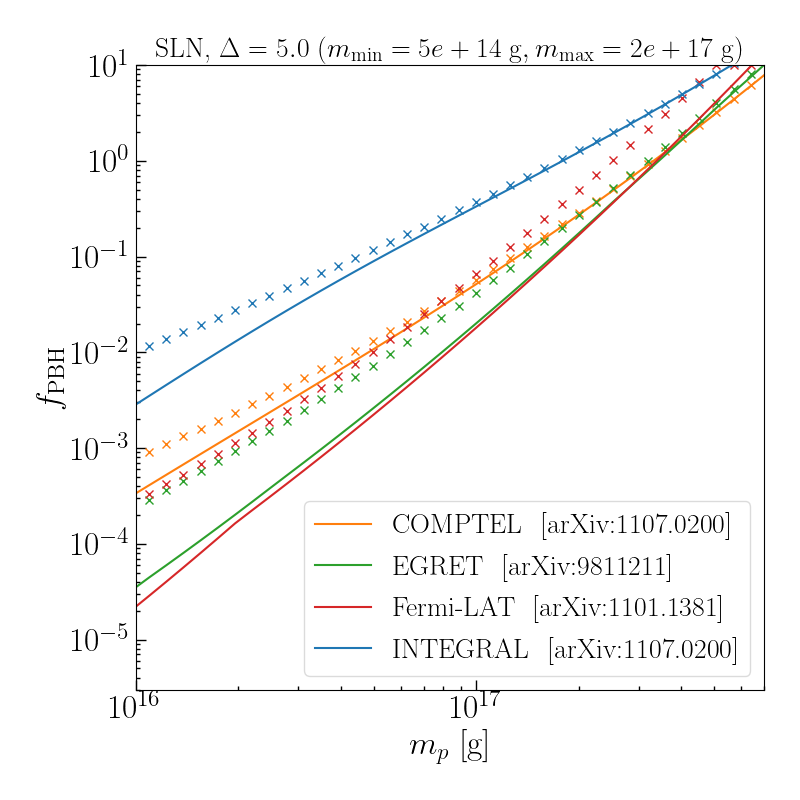 SLN, Δ = 5.0 (m_min = 5e + 14 g, m_max = 2e + 17 g)
10^1
10^0
10^−1
10^−2
10^−3
10^−4
10^−5
f_PBH
COMPTEL [arXiv:1107.0200]
EGRET [arXiv:9811211]
Fermi-LAT [arXiv:1101.1381]
INTEGRAL [arXiv:1107.0200]
10^16 10^17
m_p [g]